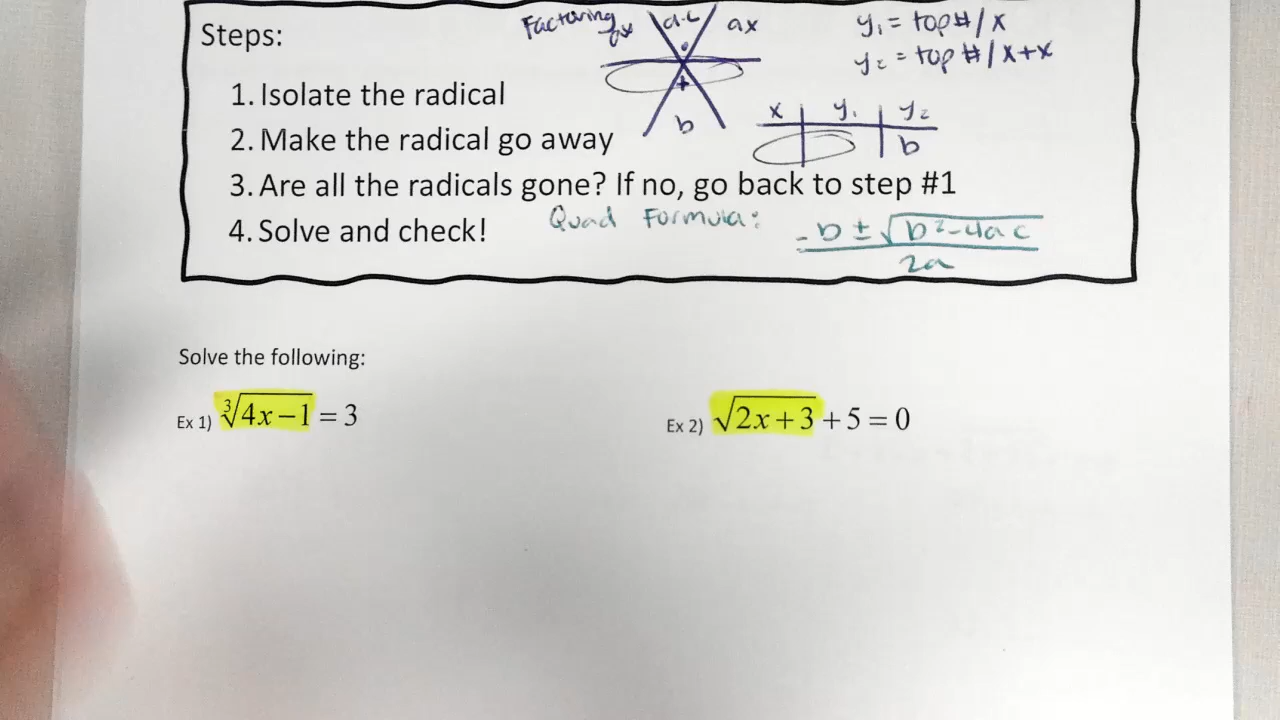 Steps:
Factoring
ax
a·c
ax
·
+
b
y₁ = top#/x
y₂ = top #/x+x
x y₁ y₂
b
1. Isolate the radical
2. Make the radical go away
3. Are all the radicals gone? If no, go back to step #1
4. Solve and check!
Quad Formula: -b ± √b²-4ac
2a
Solve the following:
Ex 1) ∛4x−1 = 3
Ex 2) √2x+3 + 5 = 0